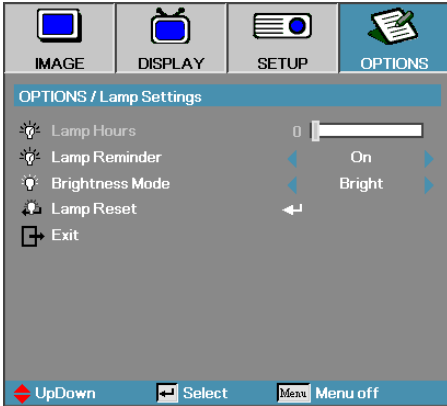 IMAGE DISPLAY SETUP OPTIONS
OPTIONS / Lamp Settings
Lamp Hours 0
Lamp Reminder On
Brightness Mode Bright
Lamp Reset
Exit
UpDown Select Menu Menu off